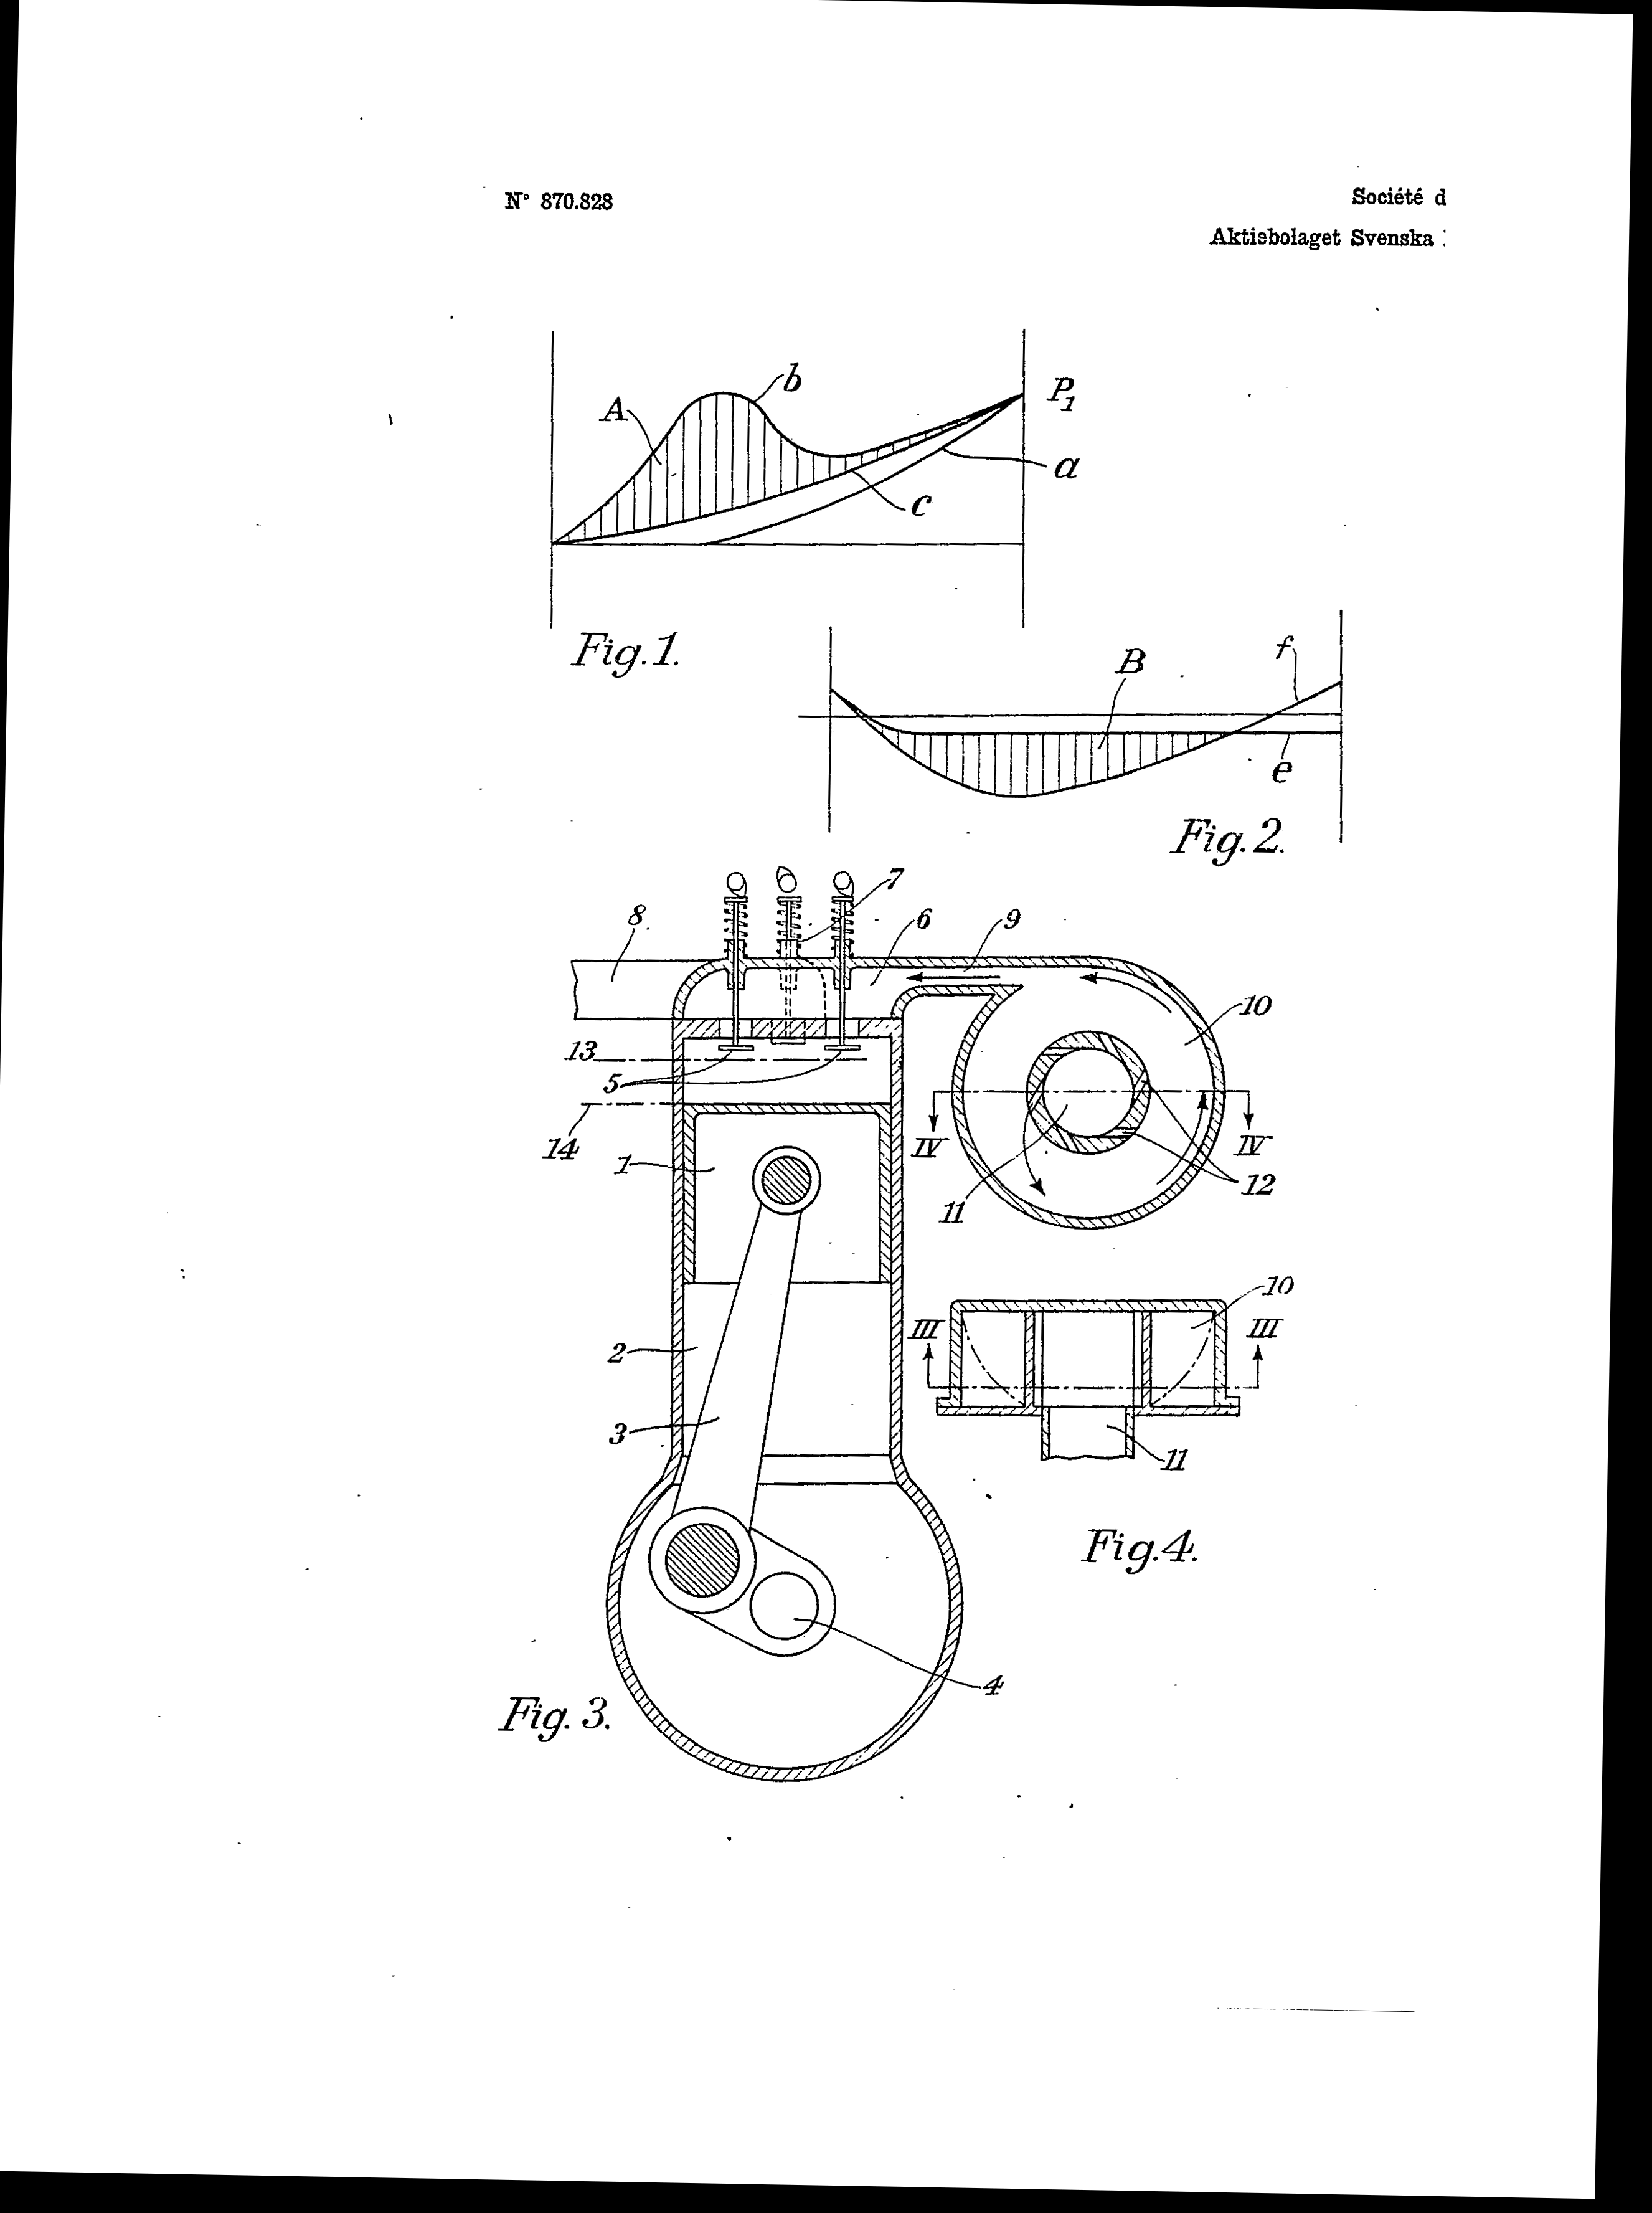 N° 870.828
Société d
Aktiebolaget Svenska
b
A
P1
a
c
Fig. 1.
f
B
e
Fig. 2.
7
8
6
9
10
13
5
14
IV
IV
1
12
11
10
III
III
2
3
11
Fig. 4.
4
Fig. 3.